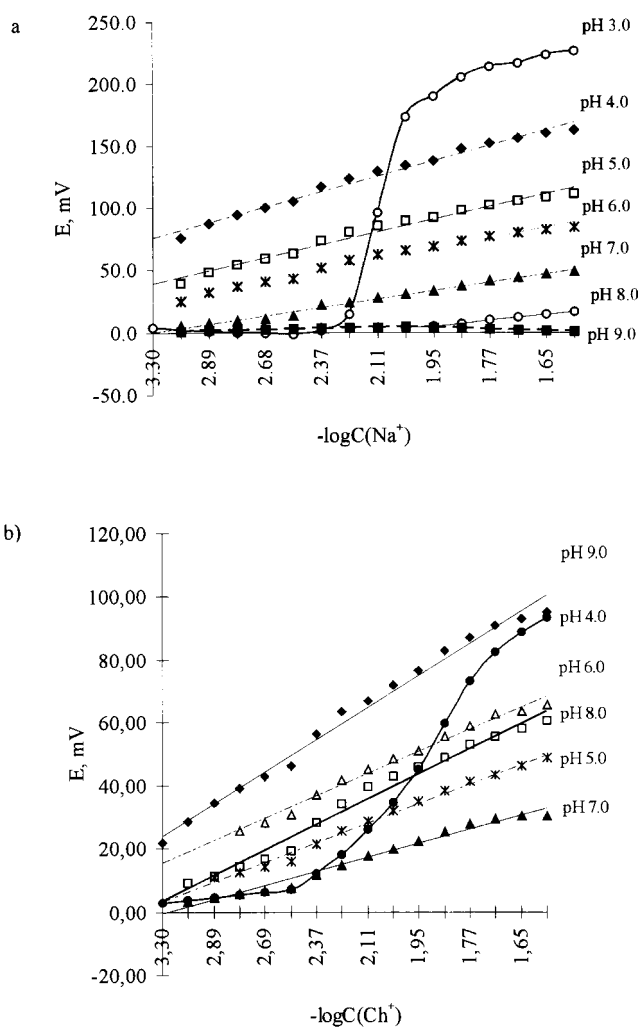 a
250.0
200.0
150.0
100.0
50.0
0.0
-50.0
E, mV
pH 3.0
pH 4.0
pH 5.0
pH 6.0
pH 7.0
pH 8.0
pH 9.0
3.30
2.89
2.68
2.37
2.11
1.95
1.77
1.65
-logC(Na⁺)
b)
120,00
100,00
80,00
60,00
40,00
20,00
0,00
-20,00
E, mV
pH 9.0
pH 4.0
pH 6.0
pH 8.0
pH 5.0
pH 7.0
3,30
2,89
2,69
2,37
2,11
1,95
1,77
1,65
-logC(Ch⁺)